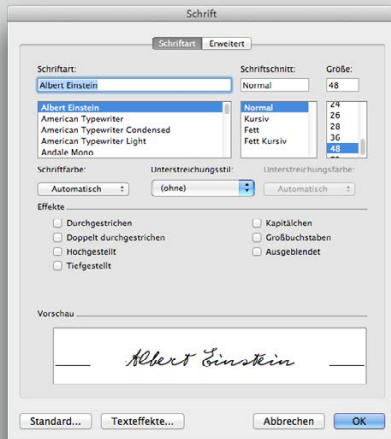 Schrift
Schriftart Erweitert
Schriftart: Schriftschnitt: Größe:
Albert Einstein Normal 48
Albert Einstein Normal 24
American Typewriter Kursiv 26
American Typewriter Condensed Fett 28
American Typewriter Light Fett Kursiv 36
Andale Mono 48
Schriftfarbe: Unterstreichungsstil: Unterstreichungsfarbe:
Automatisch (ohne) Automatisch
Effekte
Durchgestrichen Kapitälchen
Doppelt durchgestrichen Großbuchstaben
Hochgestellt Ausgeblendet
Tiefgestellt
Vorschau
Albert Einstein
Standard... Texteffekte... Abbrechen OK